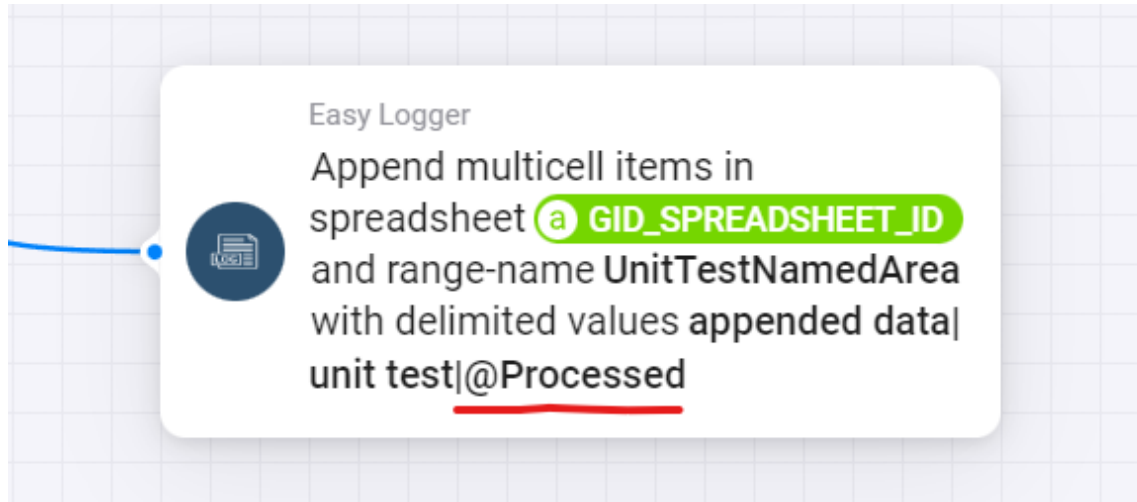 Easy Logger
LOG
Append multicell items in
spreadsheet a GID_SPREADSHEET_ID
and range-name UnitTestNamedArea
with delimited values appended data|
unit test|@Processed